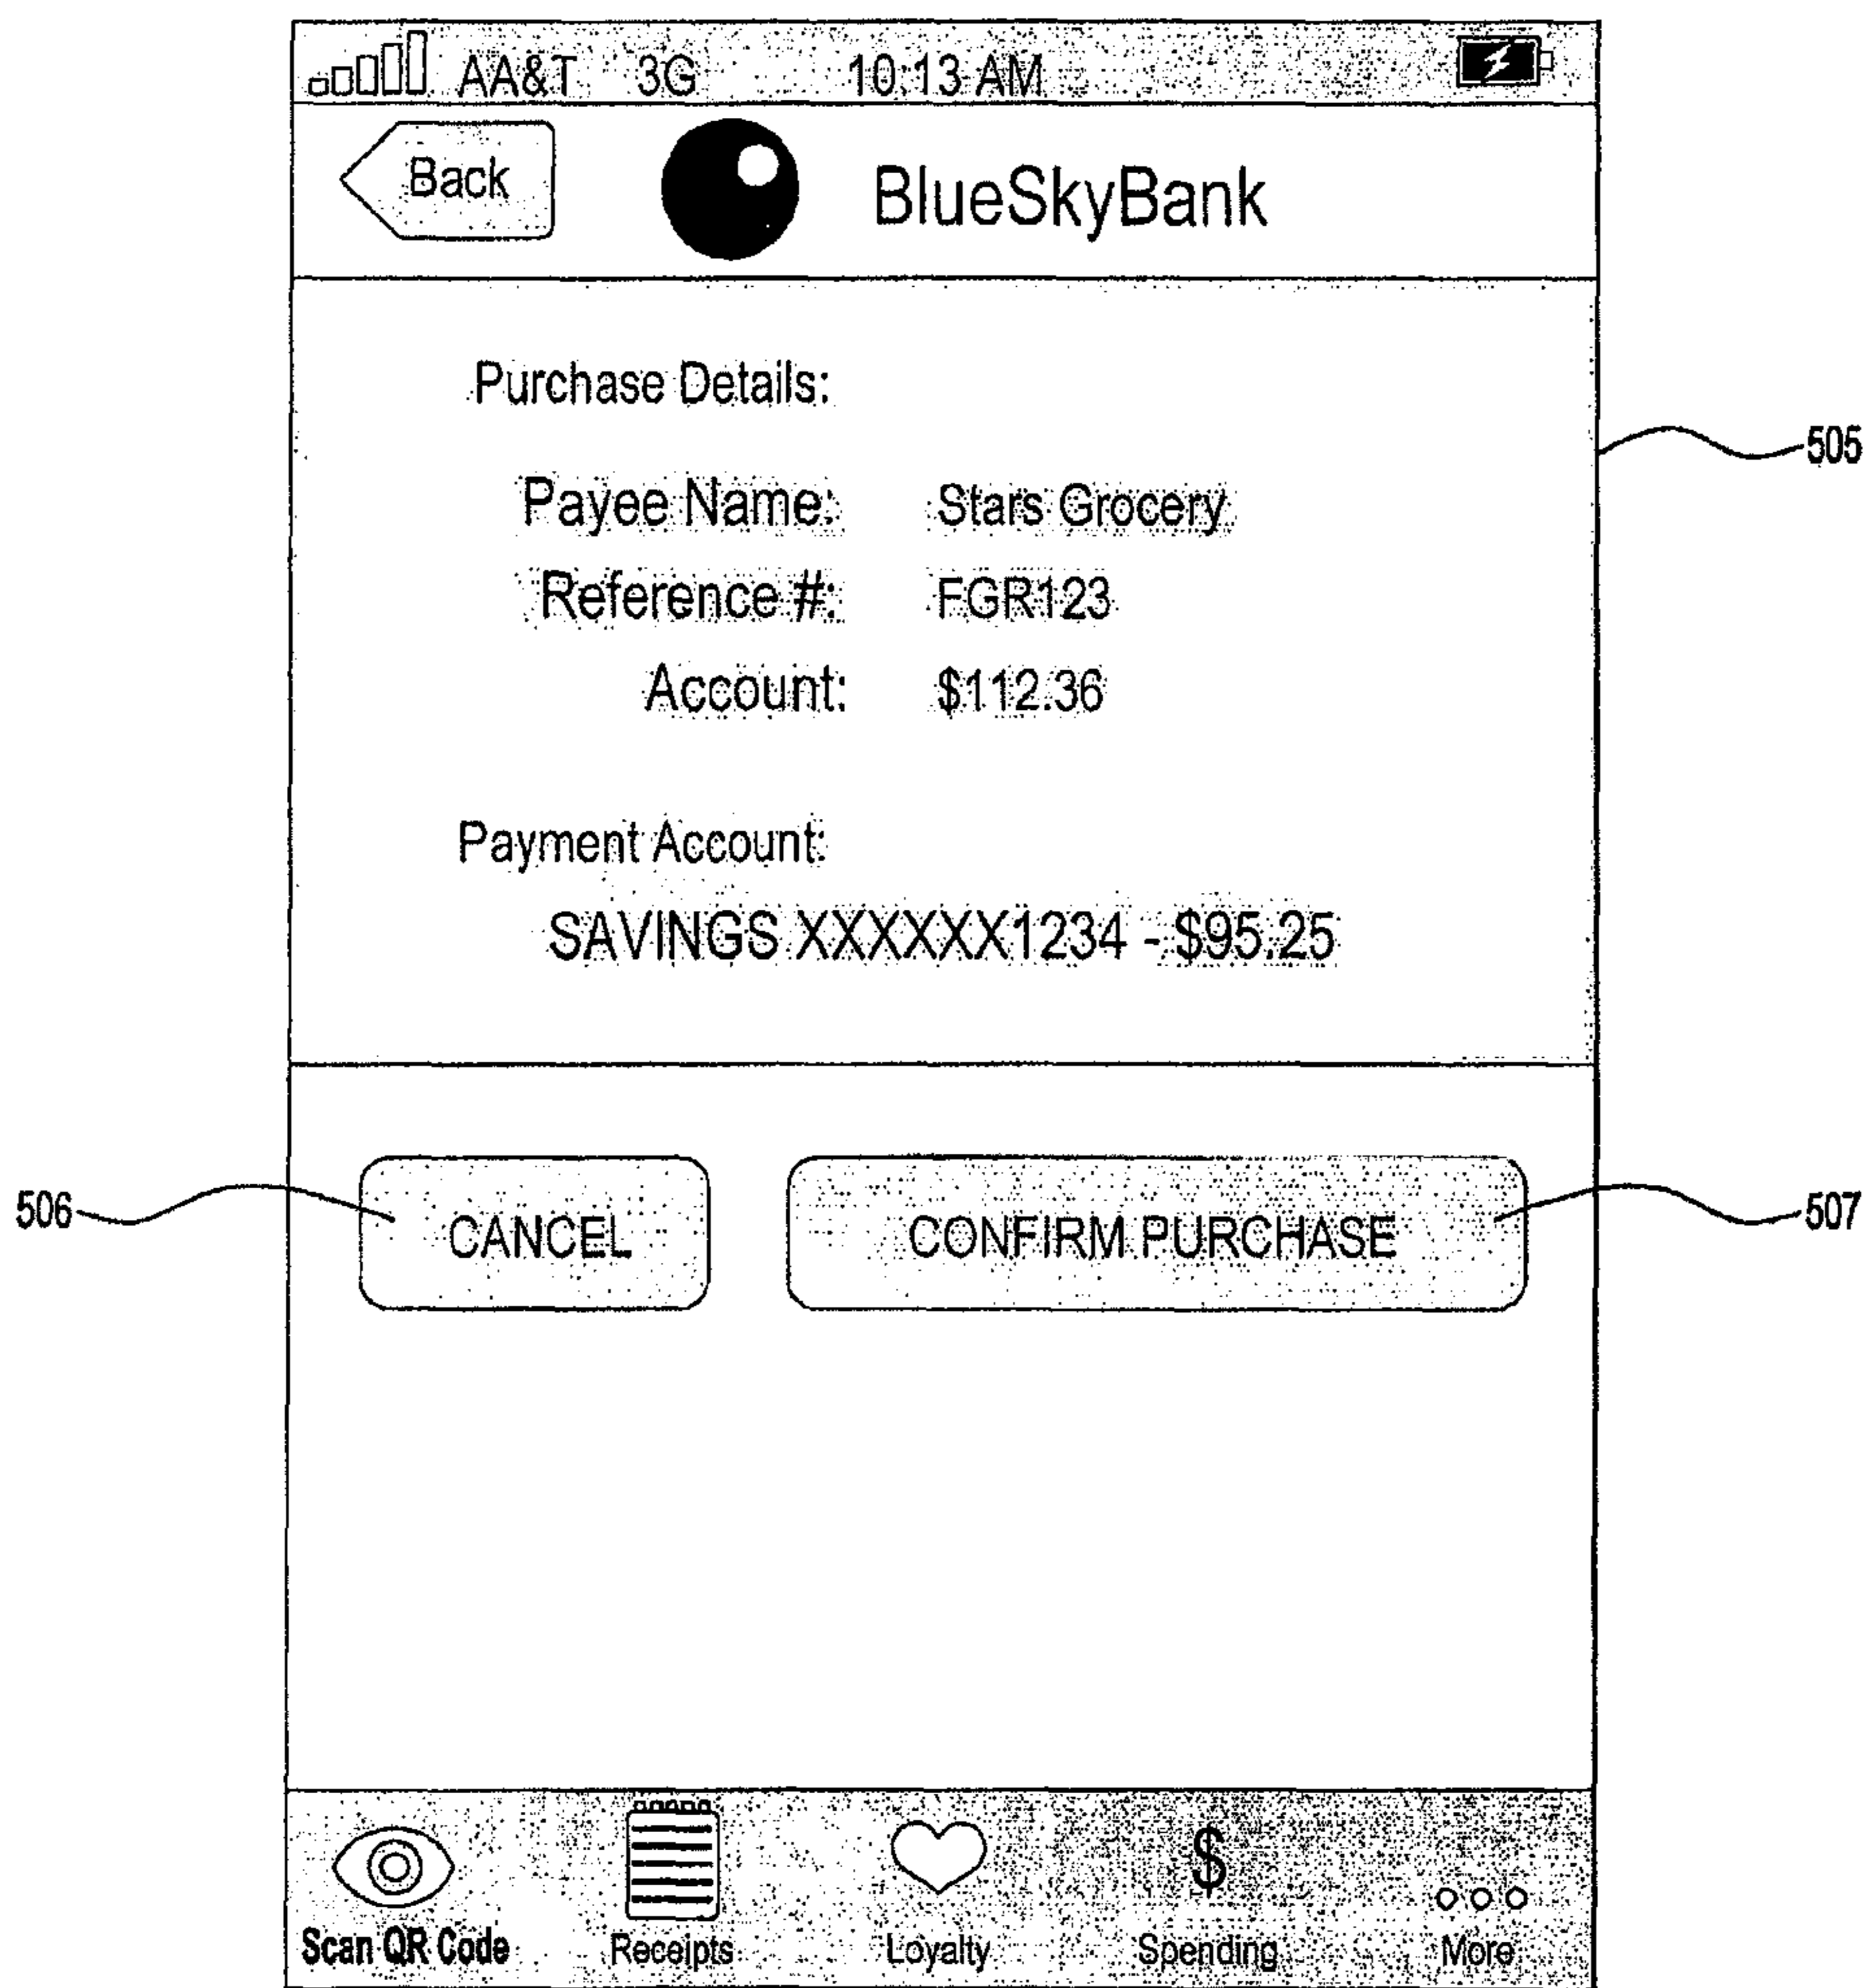 AA&T 3G 10:13 AM
Back BlueSkyBank
Purchase Details:
505
Payee Name: Stars Grocery
Reference #: FGR123
Account: $112.36
Payment Account:
SAVINGS XXXXXX1234 - $95.25
506 CANCEL CONFIRM PURCHASE 507
$
Scan QR Code Receipts Loyalty Spending More